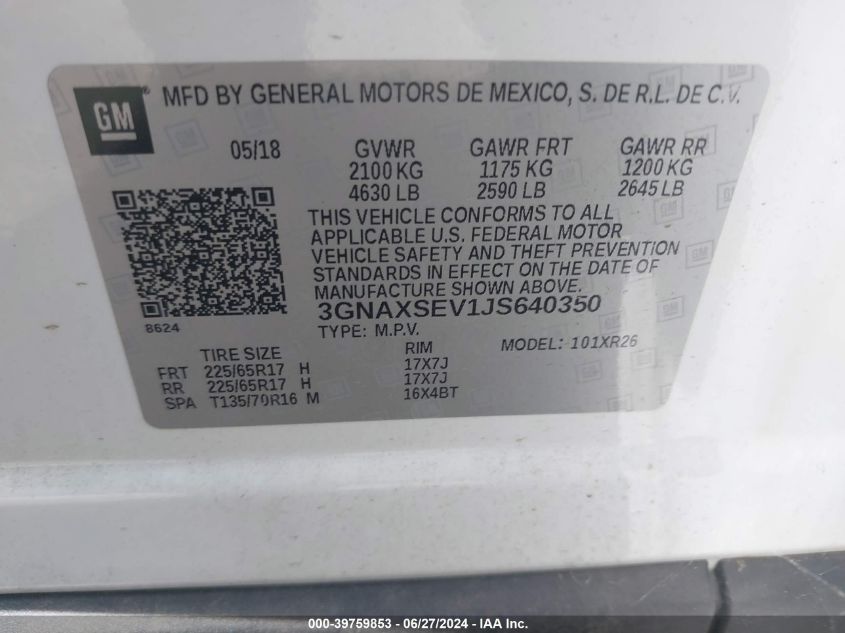 GM
MFD BY GENERAL MOTORS DE MEXICO, S. DE R.L. DE C.V.
05/18 GVWR GAWR FRT GAWR RR
2100 KG 1175 KG 1200 KG
4630 LB 2590 LB 2645 LB
THIS VEHICLE CONFORMS TO ALL
APPLICABLE U.S. FEDERAL MOTOR
VEHICLE SAFETY AND THEFT PREVENTION
STANDARDS IN EFFECT ON THE DATE OF
MANUFACTURE SHOWN ABOVE.
3GNAXSEV1JS640350
8624 TYPE: M.P.V.
MODEL: 101XR26
TIRE SIZE RIM
FRT 225/65R17 H 17X7J
RR 225/65R17 H 17X7J
SPA T135/70R16 M 16X4BT
000-39759853 - 06/27/2024 - IAA Inc.